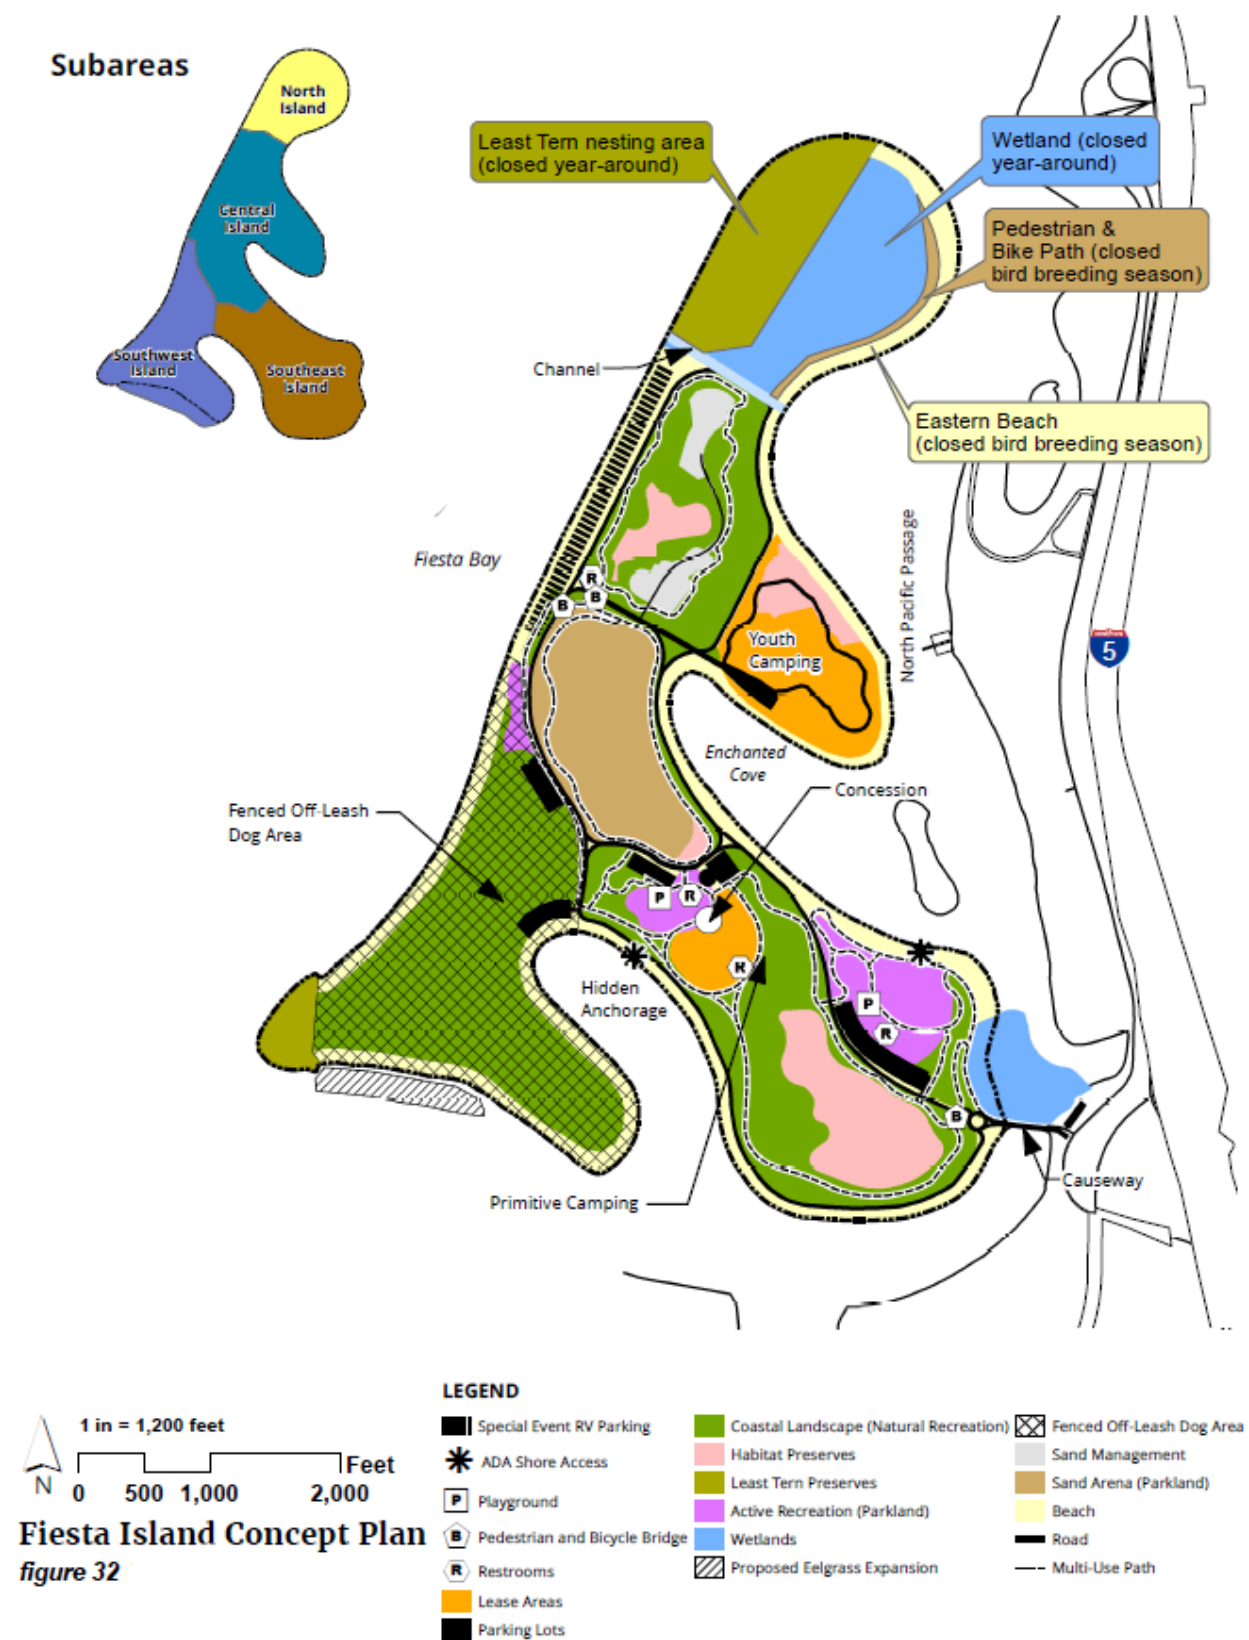 Subareas
North
Island
Central
Island
Southwest
Island
Southeast
Island
Least Tern nesting area
(closed year-around)
Wetland (closed
year-around)
Pedestrian &
Bike Path (closed
bird breeding season)
Channel
Eastern Beach
(closed bird breeding season)
Fiesta Bay
North Pacific Passage
R
B
B
Youth
Camping
5
Enchanted
Cove
Concession
Fenced Off-Leash
Dog Area
P
R
Hidden
Anchorage
R
P
R
B
Primitive Camping
Causeway
LEGEND
1 in = 1,200 feet
Feet
N
0 500 1,000 2,000
Fiesta Island Concept Plan
figure 32
Special Event RV Parking
ADA Shore Access
P Playground
B Pedestrian and Bicycle Bridge
R Restrooms
Lease Areas
Parking Lots
Coastal Landscape (Natural Recreation)
Habitat Preserves
Least Tern Preserves
Active Recreation (Parkland)
Wetlands
Proposed Eelgrass Expansion
Fenced Off-Leash Dog Area
Sand Management
Sand Arena (Parkland)
Beach
Road
Multi-Use Path